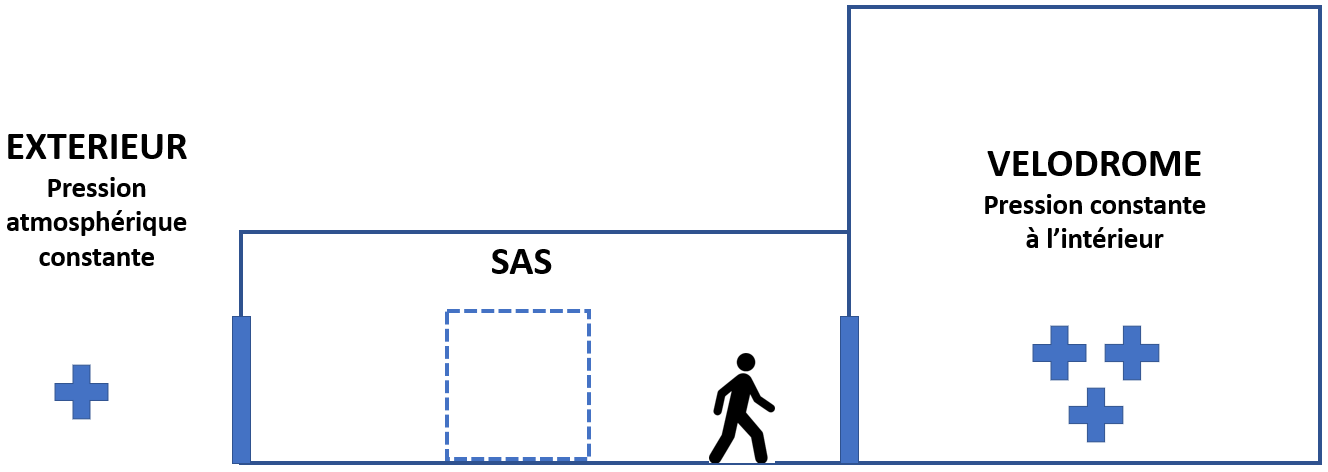 EXTERIEUR
Pression
atmosphérique
constante
SAS
VELODROME
Pression constante
à l’intérieur